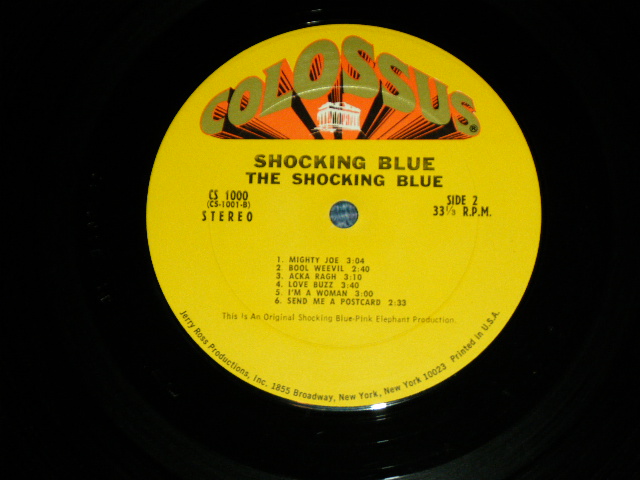 COLOSSUS®
SHOCKING BLUE
THE SHOCKING BLUE
CS 1000
(CS-1001-B)
STEREO
SIDE 2
33⅓ R.P.M.
1. MIGHTY JOE 3:04
2. BOOL WEEVIL 2:40
3. ACKA RAGH 3:10
4. LOVE BUZZ 3:40
5. I'M A WOMAN 3:00
6. SEND ME A POSTCARD 2:33
This is An Original Shocking Blue-Pink Elephant Production.
Jerry Ross Productions, Inc. 1855 Broadway, New York, New York 10023 Printed in U.S.A.